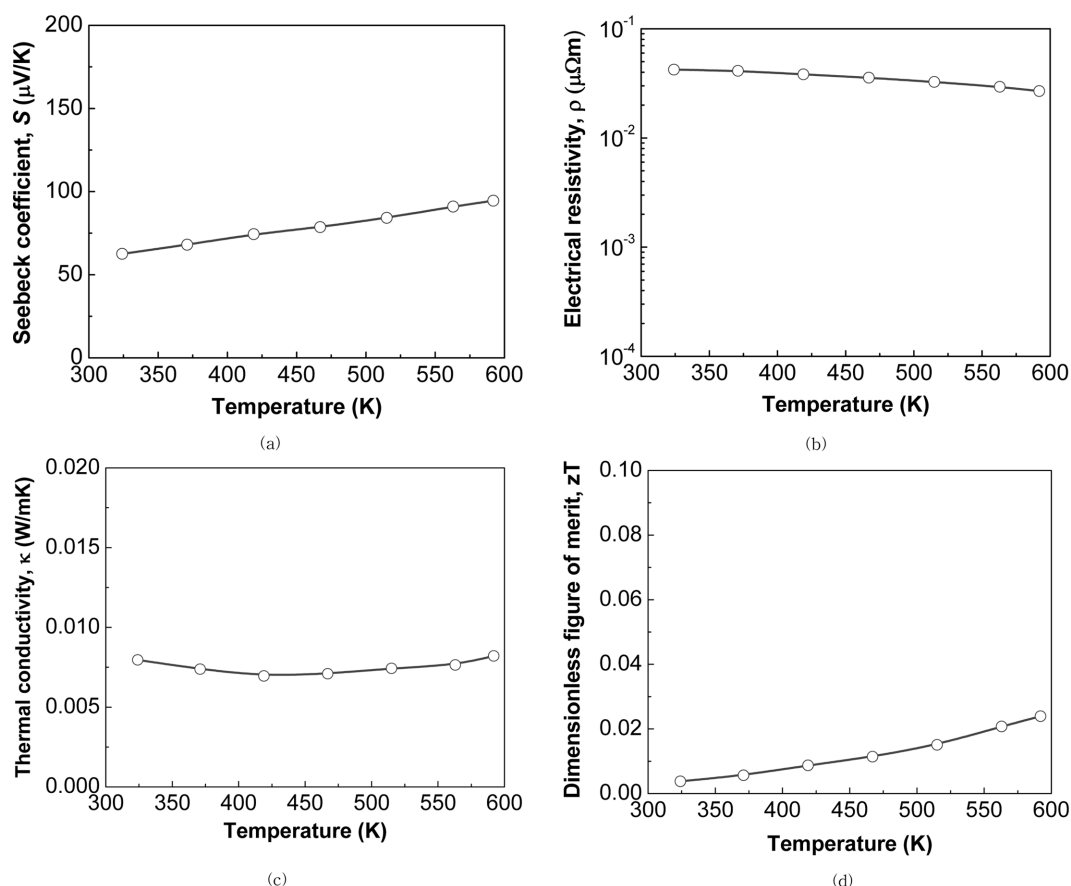 200
150
100
50
0
300 350 400 450 500 550 600
Seebeck coefficient, S (μV/K)
Temperature (K)
(a)
10⁻¹
10⁻²
10⁻³
10⁻⁴
300 350 400 450 500 550 600
Electrical resistivity, ρ (μΩm)
Temperature (K)
(b)
0.020
0.015
0.010
0.005
0.000
300 350 400 450 500 550 600
Thermal conductivity, κ (W/mK)
Temperature (K)
(c)
0.10
0.08
0.06
0.04
0.02
0.00
300 350 400 450 500 550 600
Dimensionless figure of merit, zT
Temperature (K)
(d)